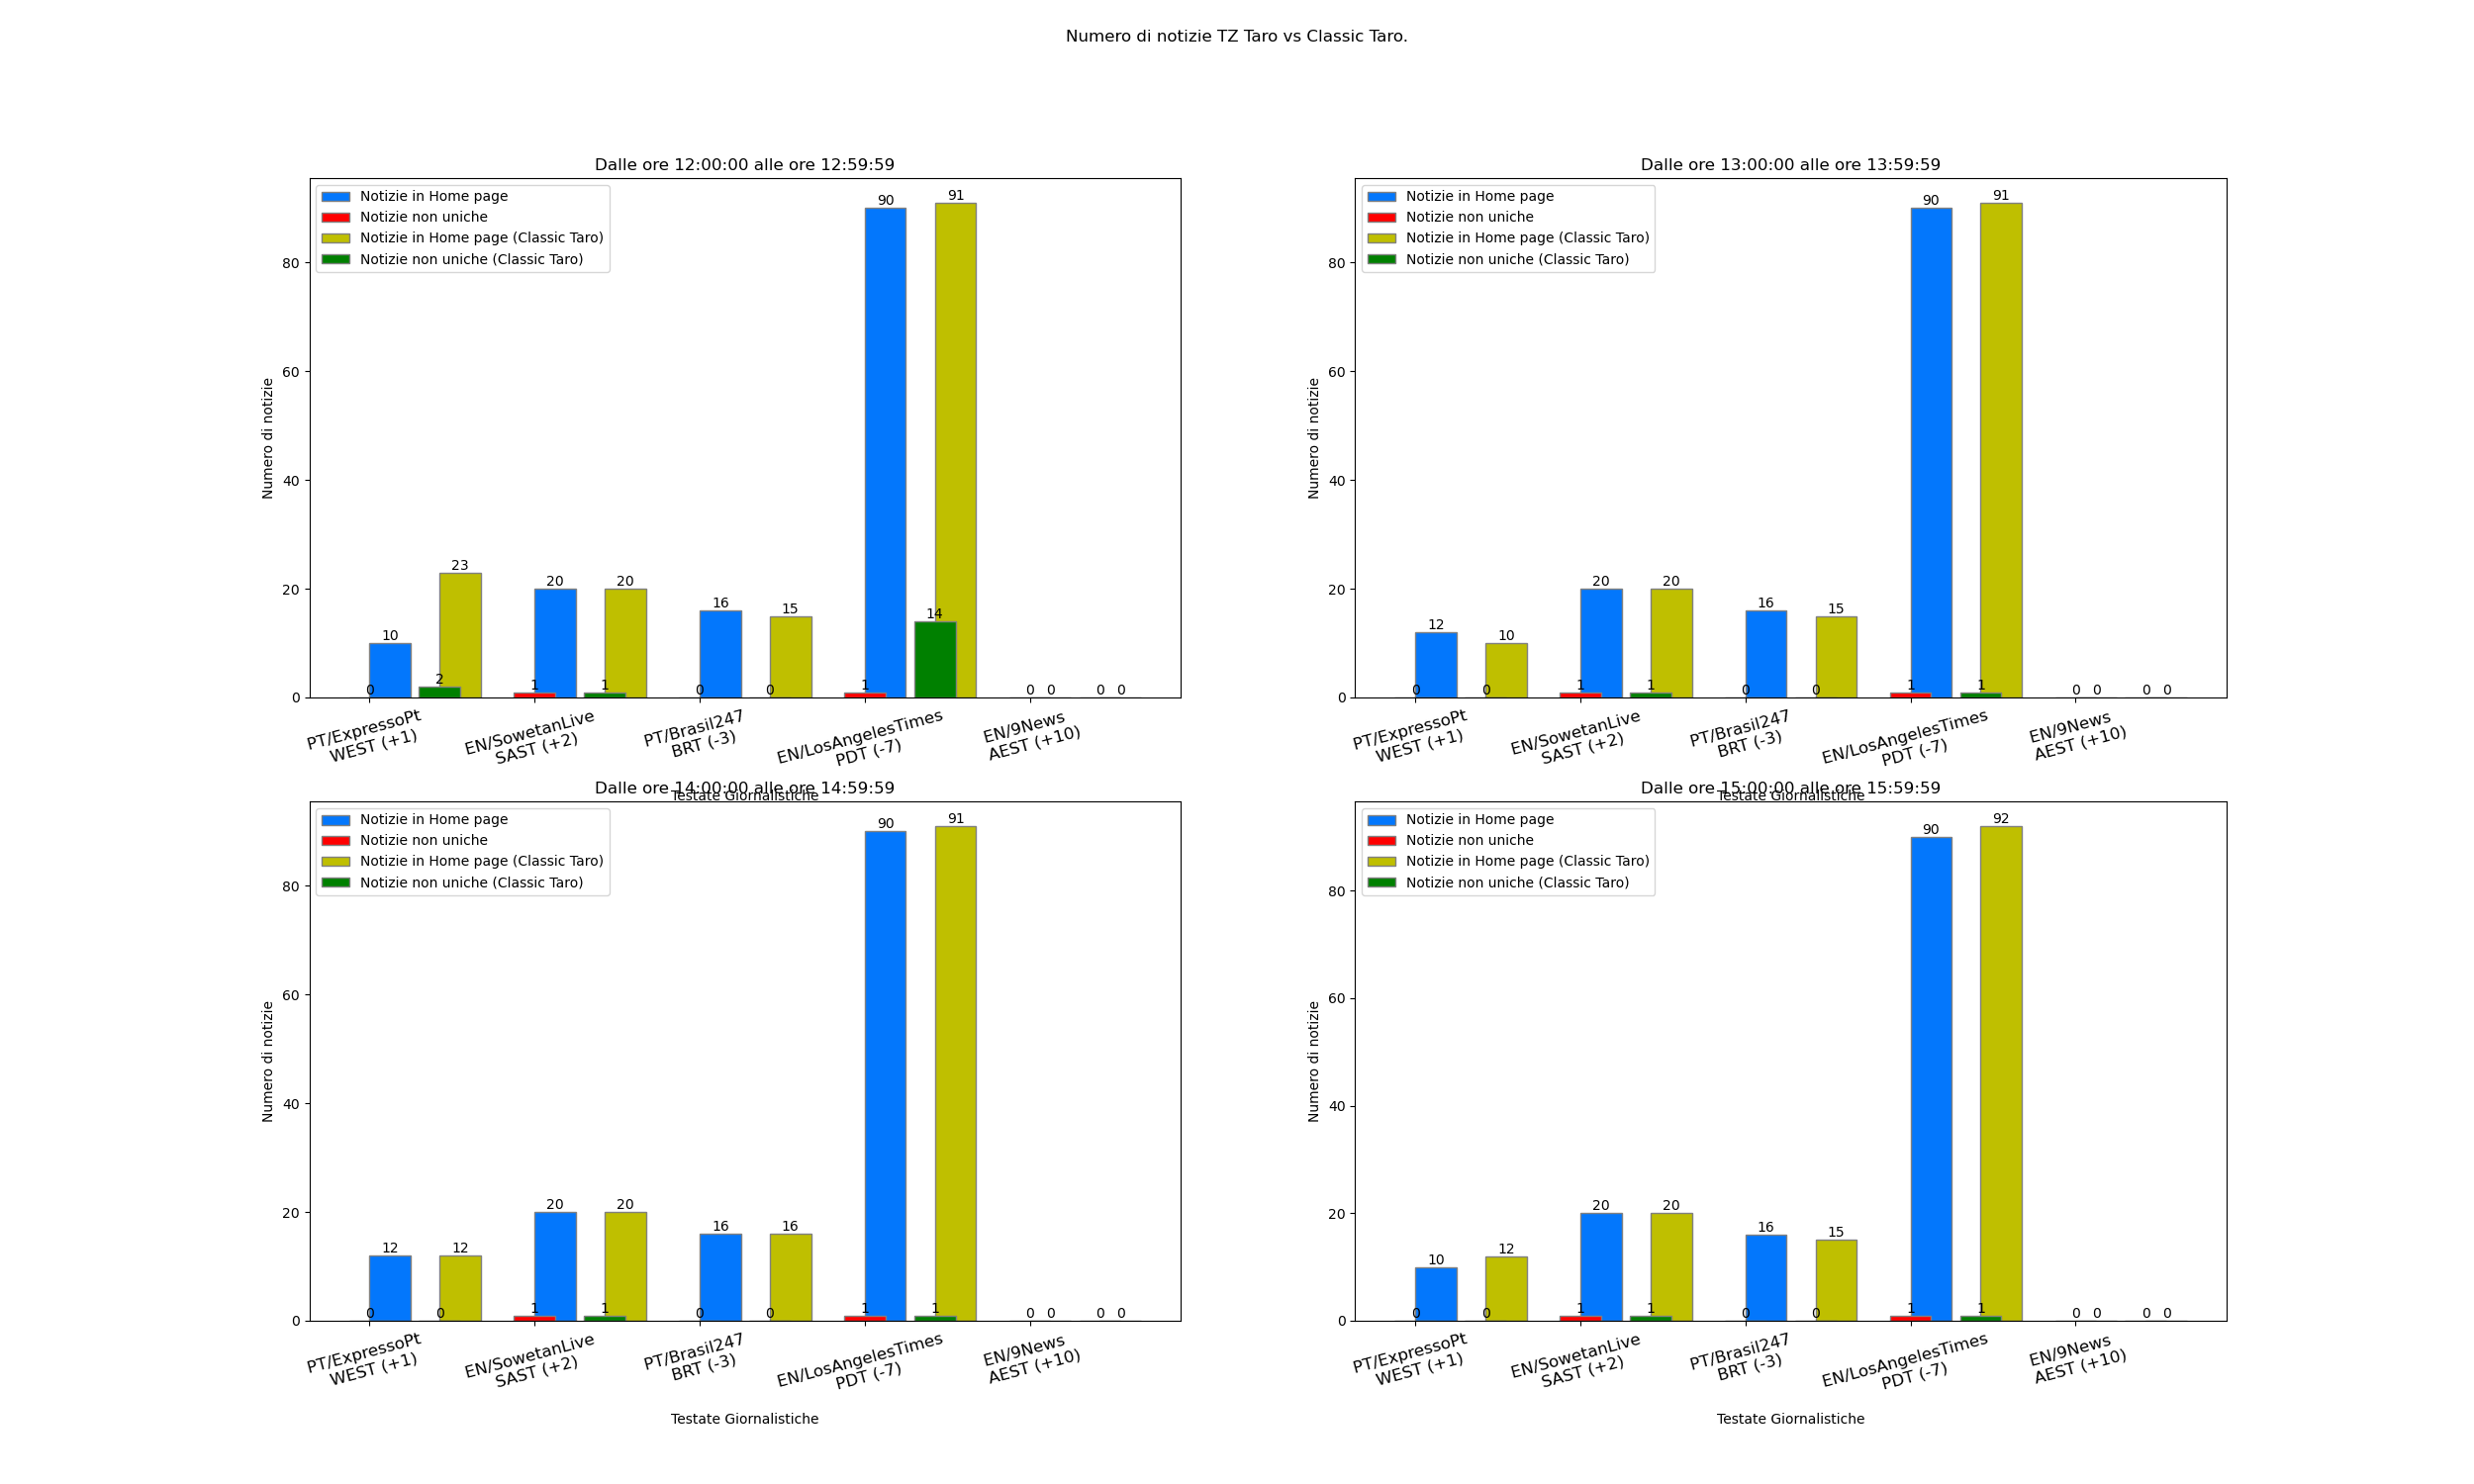 Numero di notizie TZ Taro vs Classic Taro.
Dalle ore 12:00:00 alle ore 12:59:59
Notizie in Home page
Notizie non uniche
Notizie in Home page (Classic Taro)
Notizie non uniche (Classic Taro)
Numero di notizie
80
60
40
20
0
0 10 2 23
1 20 1 20
0 16 0 15
1 90 14 91
0 0 0 0
PT/ExpressoPt
WEST (+1)
EN/SowetanLive
SAST (+2)
PT/Brasil247
BRT (-3)
EN/LosAngelesTimes
PDT (-7)
EN/9News
AEST (+10)
Testate Giornalistiche
Dalle ore 13:00:00 alle ore 13:59:59
Notizie in Home page
Notizie non uniche
Notizie in Home page (Classic Taro)
Notizie non uniche (Classic Taro)
Numero di notizie
80
60
40
20
0
0 12 0 10
1 20 1 20
0 16 0 15
1 90 1 91
0 0 0 0
PT/ExpressoPt
WEST (+1)
EN/SowetanLive
SAST (+2)
PT/Brasil247
BRT (-3)
EN/LosAngelesTimes
PDT (-7)
EN/9News
AEST (+10)
Testate Giornalistiche
Dalle ore 14:00:00 alle ore 14:59:59
Notizie in Home page
Notizie non uniche
Notizie in Home page (Classic Taro)
Notizie non uniche (Classic Taro)
Numero di notizie
80
60
40
20
0
0 12 0 12
1 20 1 20
0 16 0 16
1 90 1 91
0 0 0 0
PT/ExpressoPt
WEST (+1)
EN/SowetanLive
SAST (+2)
PT/Brasil247
BRT (-3)
EN/LosAngelesTimes
PDT (-7)
EN/9News
AEST (+10)
Testate Giornalistiche
Dalle ore 15:00:00 alle ore 15:59:59
Notizie in Home page
Notizie non uniche
Notizie in Home page (Classic Taro)
Notizie non uniche (Classic Taro)
Numero di notizie
80
60
40
20
0
0 10 0 12
1 20 1 20
0 16 0 15
1 90 1 92
0 0 0 0
PT/ExpressoPt
WEST (+1)
EN/SowetanLive
SAST (+2)
PT/Brasil247
BRT (-3)
EN/LosAngelesTimes
PDT (-7)
EN/9News
AEST (+10)
Testate Giornalistiche